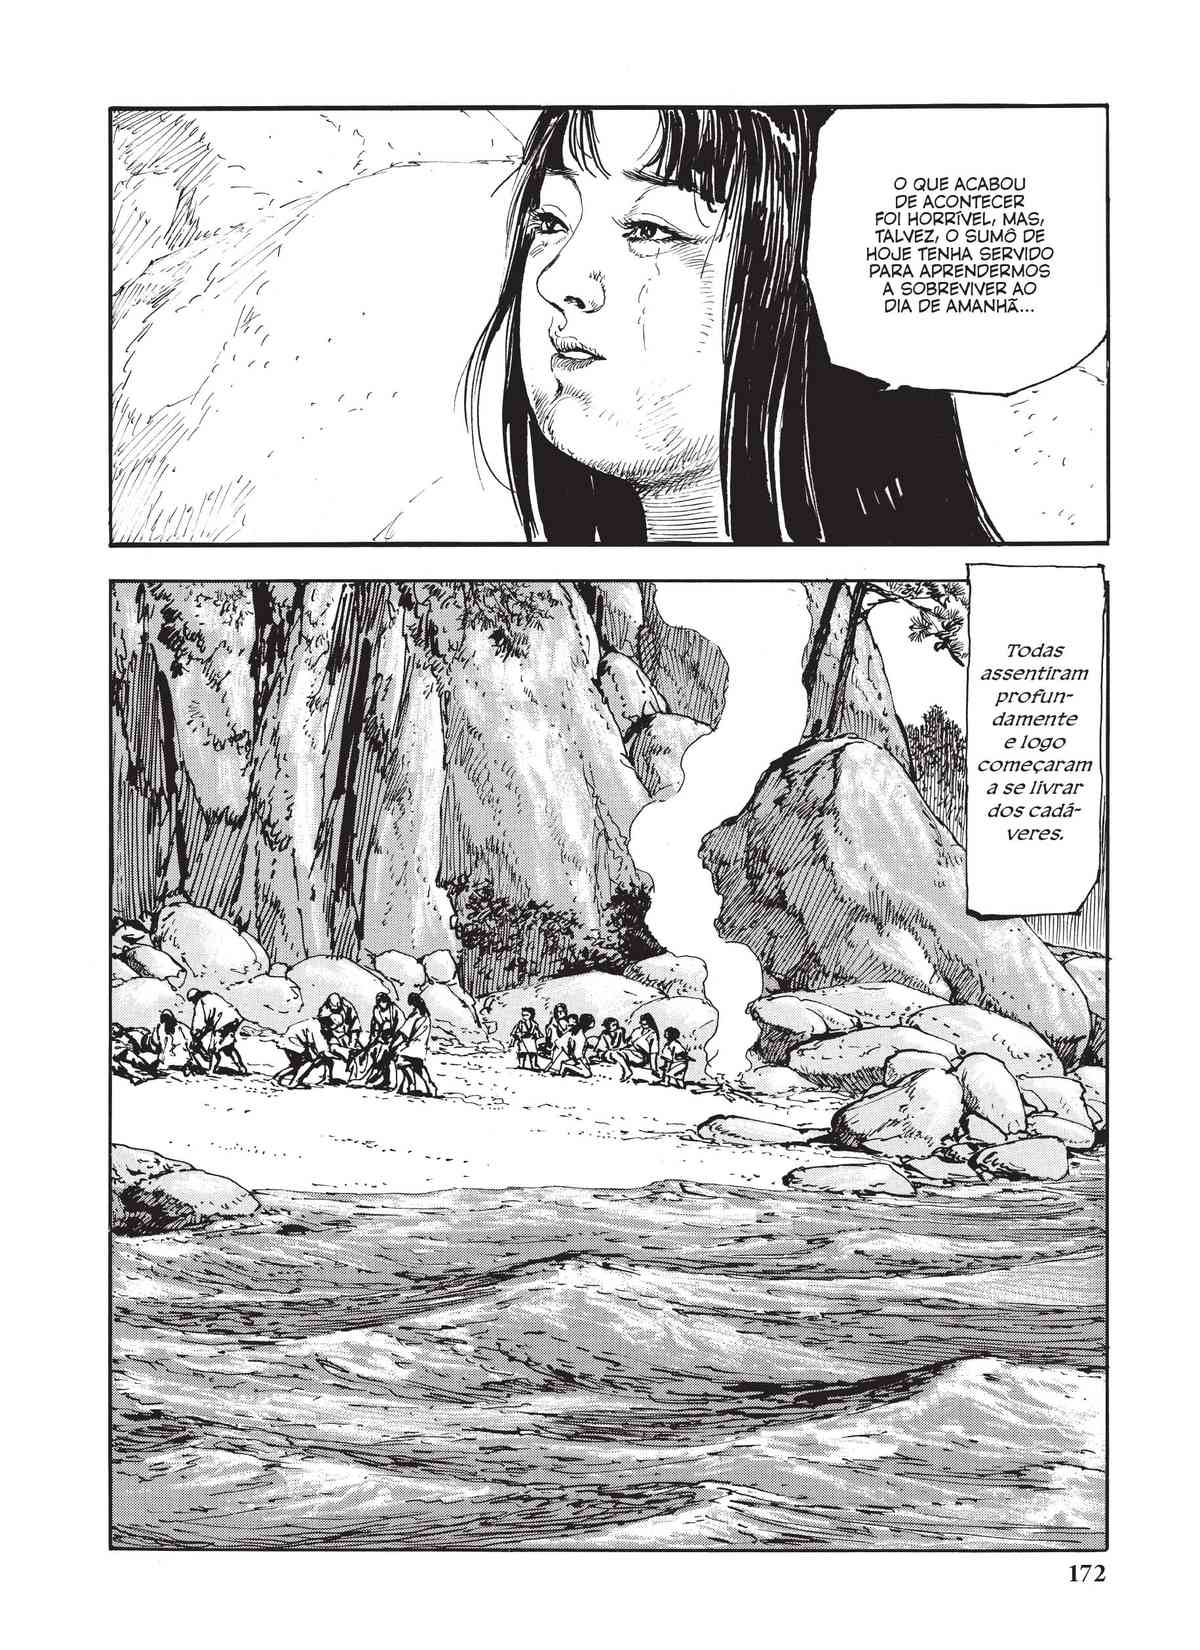 O QUE ACABOU
DE ACONTECER
FOI HORRÍVEL, MAS,
TALVEZ, O SUMÔ DE
HOJE TENHA SERVIDO
PARA APRENDERMOS
A SOBREVIVER AO
DIA DE AMANHÃ...
Todas
assentiram
profun-
damente
e logo
começaram
a se livrar
dos cadá-
veres.
172